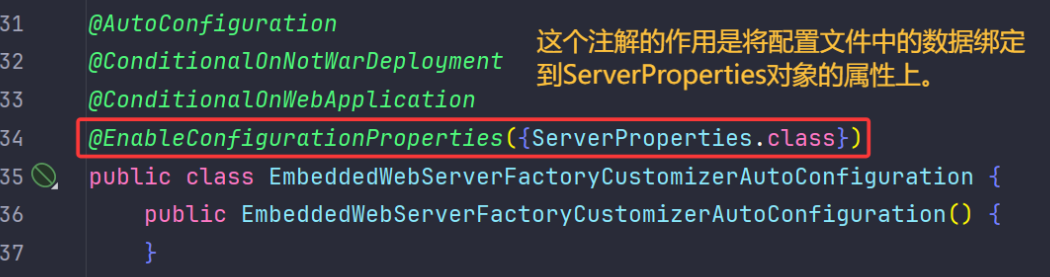 31 @AutoConfiguration
32 @ConditionalOnNotWarDeployment
33 @ConditionalOnWebApplication
34 @EnableConfigurationProperties({ServerProperties.class})
35 public class EmbeddedWebServerFactoryCustomizerAutoConfiguration {
36 public EmbeddedWebServerFactoryCustomizerAutoConfiguration() {
37 }
这个注解的作用是将配置文件中的数据绑定
到ServerProperties对象的属性上。